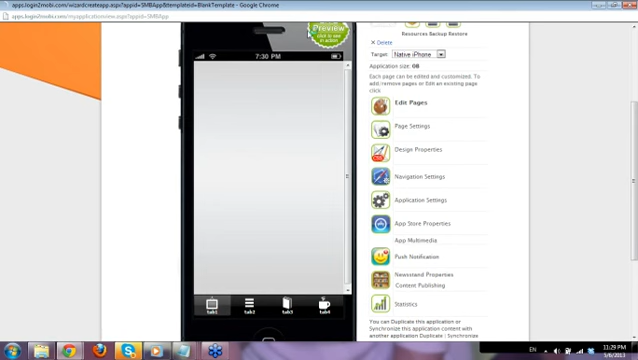 apps.login2mobi.com/wizardcreateapp.aspx?appid=SMBApp&templateid=BlankTemplate - Google Chrome
apps.login2mobi.com/myapplicationview.aspx?appid=SMBApp
Preview
click to see
in action
7:30 PM
tab1
tab2
tab3
tab4
Resources Backup Restore
Delete
Target Native iPhone
Application size: 0B
Each page can be edited and customized. To
add/remove pages or Edit an existing page
click
Edit Pages
Page Settings
Design Properties
Navigation Settings
Application Settings
App Store Properties
App Multimedia
Push Notification
Newsstand Properties
Content Publishing
Statistics
You can Duplicate this application or
Synchronize this application content with
another application Duplicate | Synchronize
EN
11:29 PM